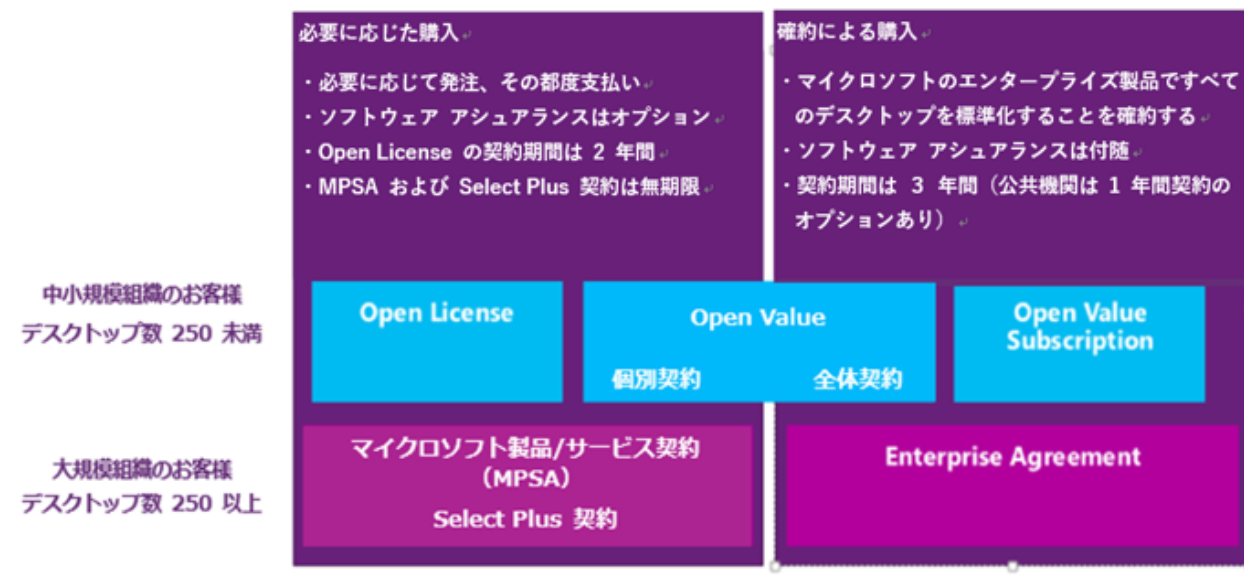 必要に応じた購入
・必要に応じて発注、その都度支払い
・ソフトウェア アシュアランスはオプション
・Open License の契約期間は 2 年間
・MPSA および Select Plus 契約は無期限
確約による購入
・マイクロソフトのエンタープライズ製品ですべて
のデスクトップを標準化することを確約する
・ソフトウェア アシュアランスは付随
・契約期間は 3 年間（公共機関は 1 年間契約の
オプションあり）
中小規模組織のお客様
デスクトップ数 250 未満
Open License
Open Value
個別契約 全体契約
Open Value
Subscription
大規模組織のお客様
デスクトップ数 250 以上
マイクロソフト製品/サービス契約
（MPSA）
Select Plus 契約
Enterprise Agreement